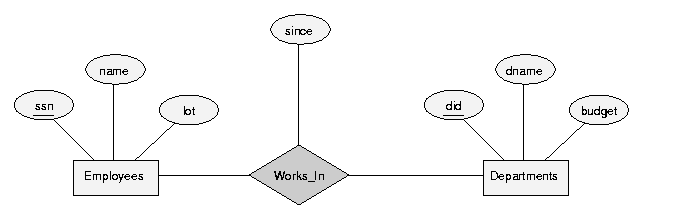 since
name
dname
ssn
lot
did
budget
Employees
Works_In
Departments